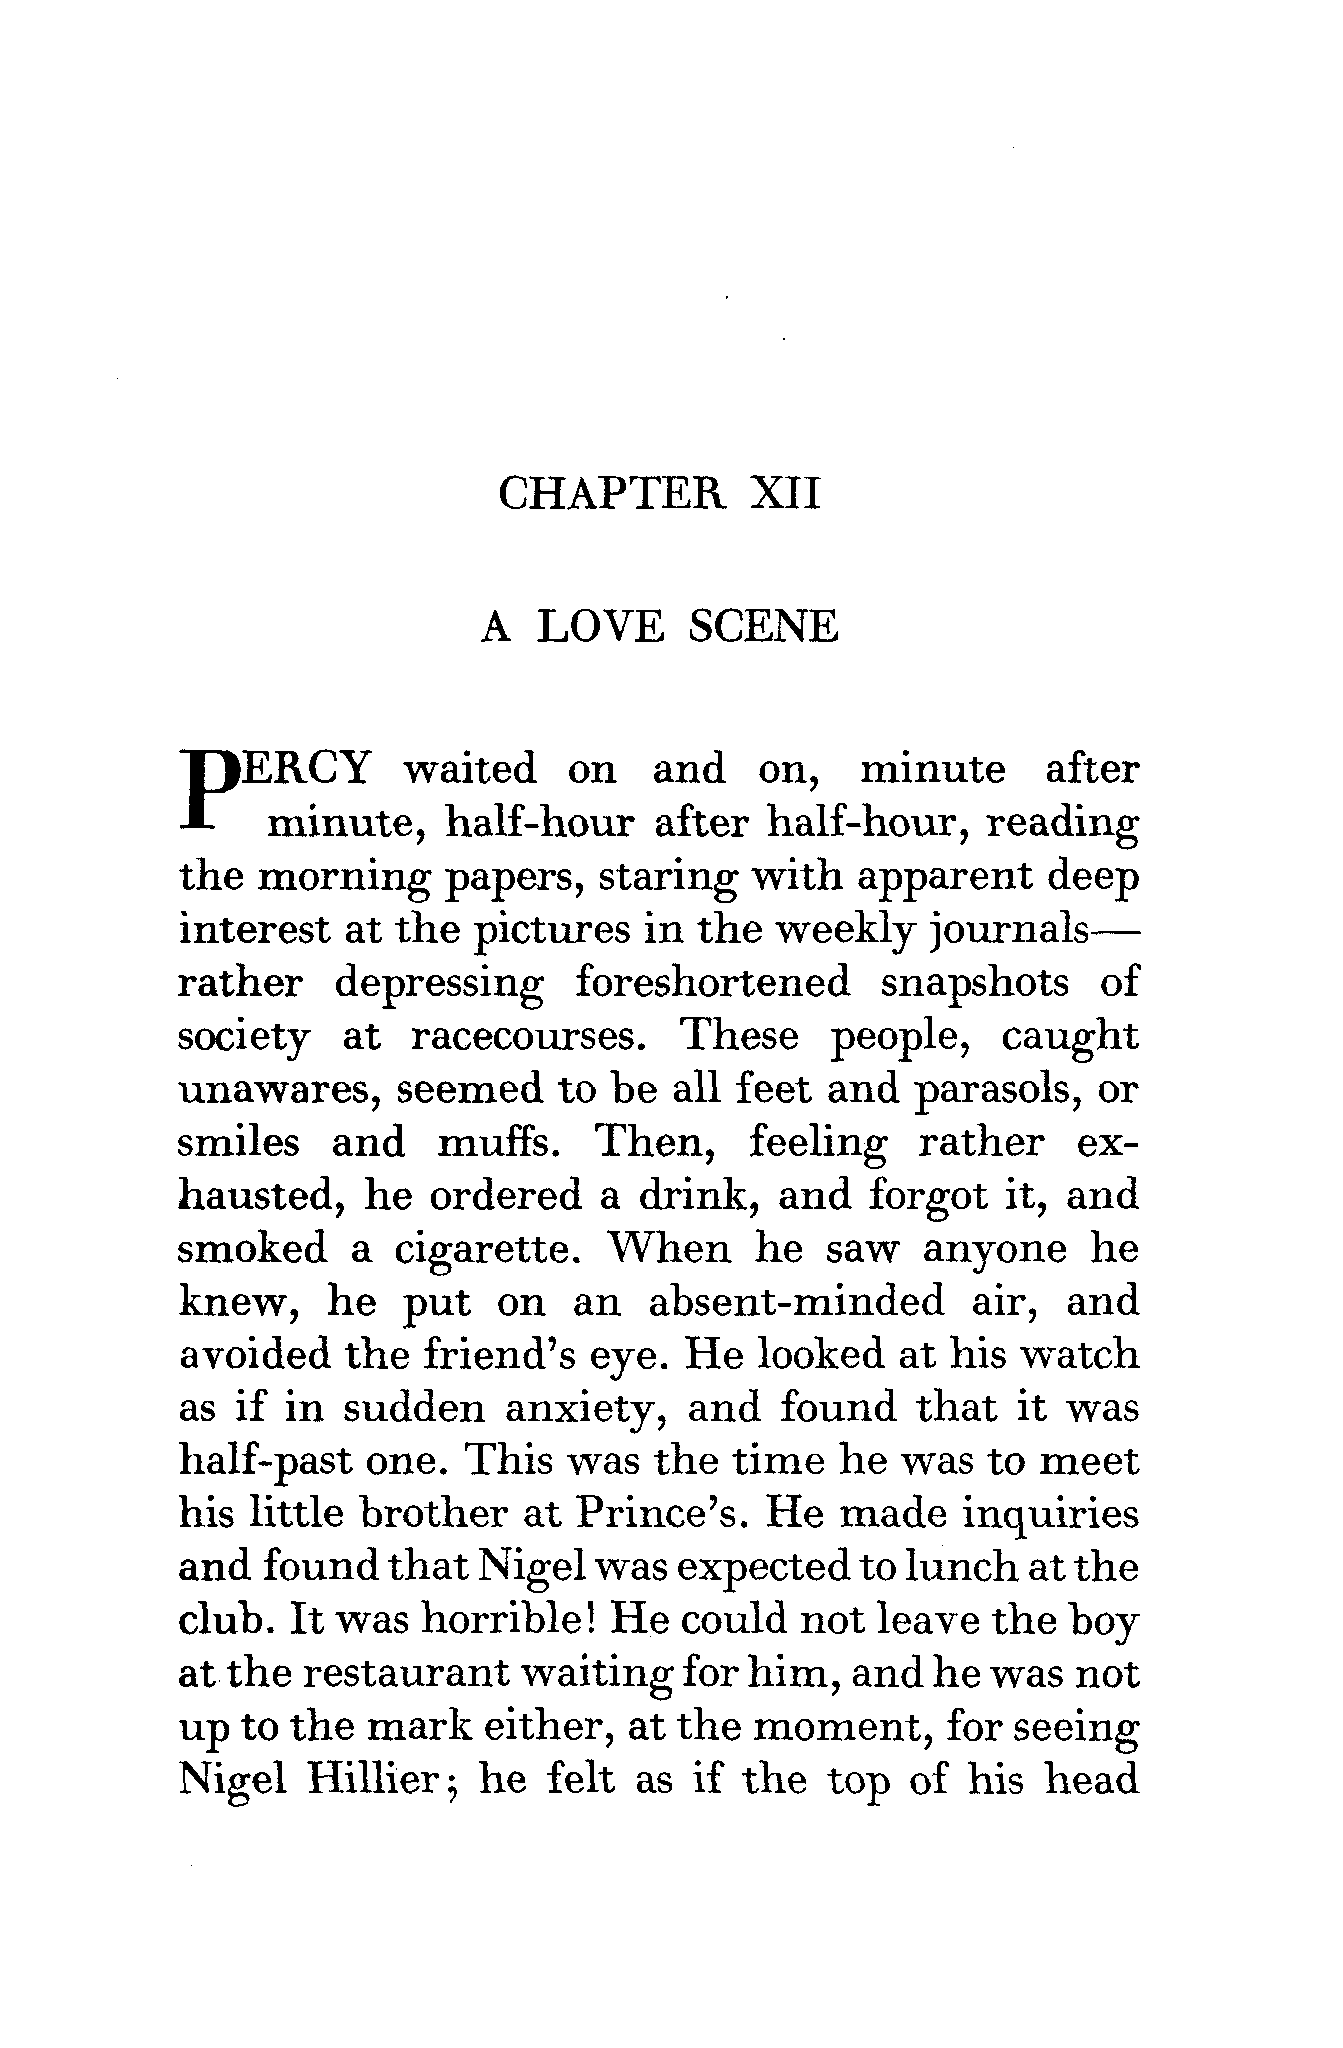 CHAPTER XII
A LOVE SCENE
PERCY waited on and on, minute after
minute, half-hour after half-hour, reading
the morning papers, staring with apparent deep
interest at the pictures in the weekly journals—
rather depressing foreshortened snapshots of
society at racecourses. These people, caught
unawares, seemed to be all feet and parasols, or
smiles and muffs. Then, feeling rather ex-
hausted, he ordered a drink, and forgot it, and
smoked a cigarette. When he saw anyone he
knew, he put on an absent-minded air, and
avoided the friend's eye. He looked at his watch
as if in sudden anxiety, and found that it was
half-past one. This was the time he was to meet
his little brother at Prince's. He made inquiries
and found that Nigel was expected to lunch at the
club. It was horrible! He could not leave the boy
at the restaurant waiting for him, and he was not
up to the mark either, at the moment, for seeing
Nigel Hillier; he felt as if the top of his head